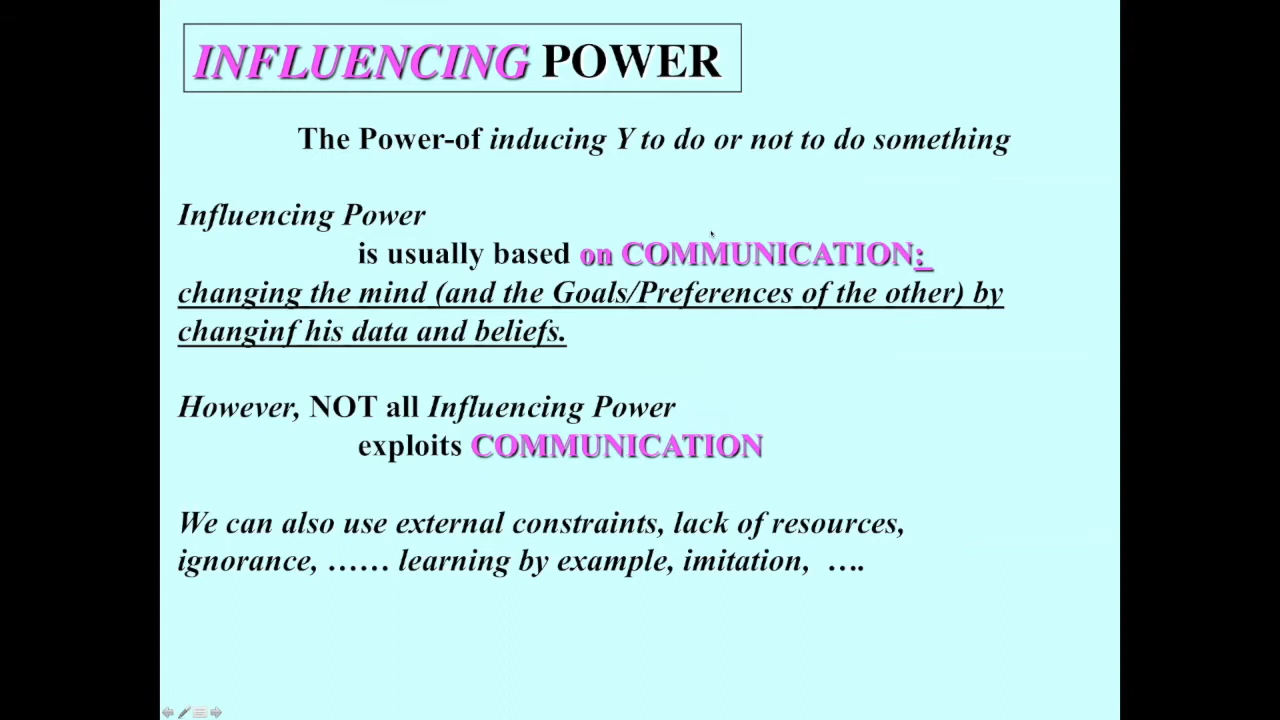 INFLUENCING POWER
The Power-of inducing Y to do or not to do something
Influencing Power
is usually based on COMMUNICATION:
changing the mind (and the Goals/Preferences of the other) by
changinf his data and beliefs.
However, NOT all Influencing Power
exploits COMMUNICATION
We can also use external constraints, lack of resources,
ignorance, …… learning by example, imitation, ….